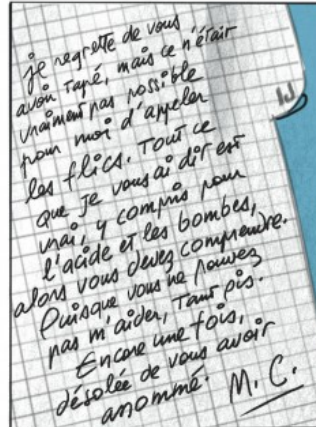 je regrette de vous
avoir tapé, mais ce n'était
vraiment pas possible
pour moi d'appeler
les flics. Tout ce
que je vous ai dit est
vrai, y compris pour
l'acide et les bombes,
alors vous devez comprendre.
Puisque vous ne pouvez
pas m'aider, tant pis.
Encore une fois,
désolée de vous avoir
assommé. M. C.